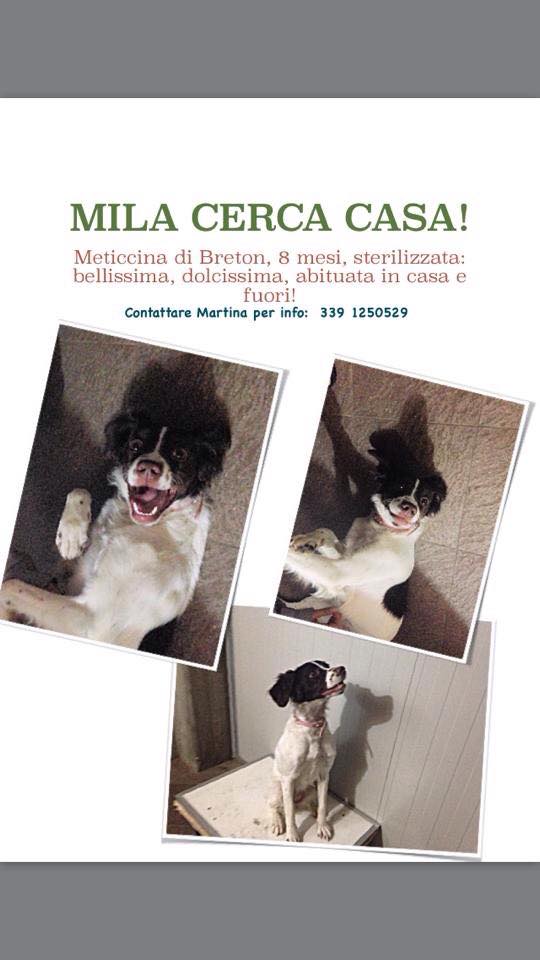 MILA CERCA CASA!
Meticcina di Breton, 8 mesi, sterilizzata:
bellissima, dolcissima, abituata in casa e
fuori!
Contattare Martina per info: 339 1250529